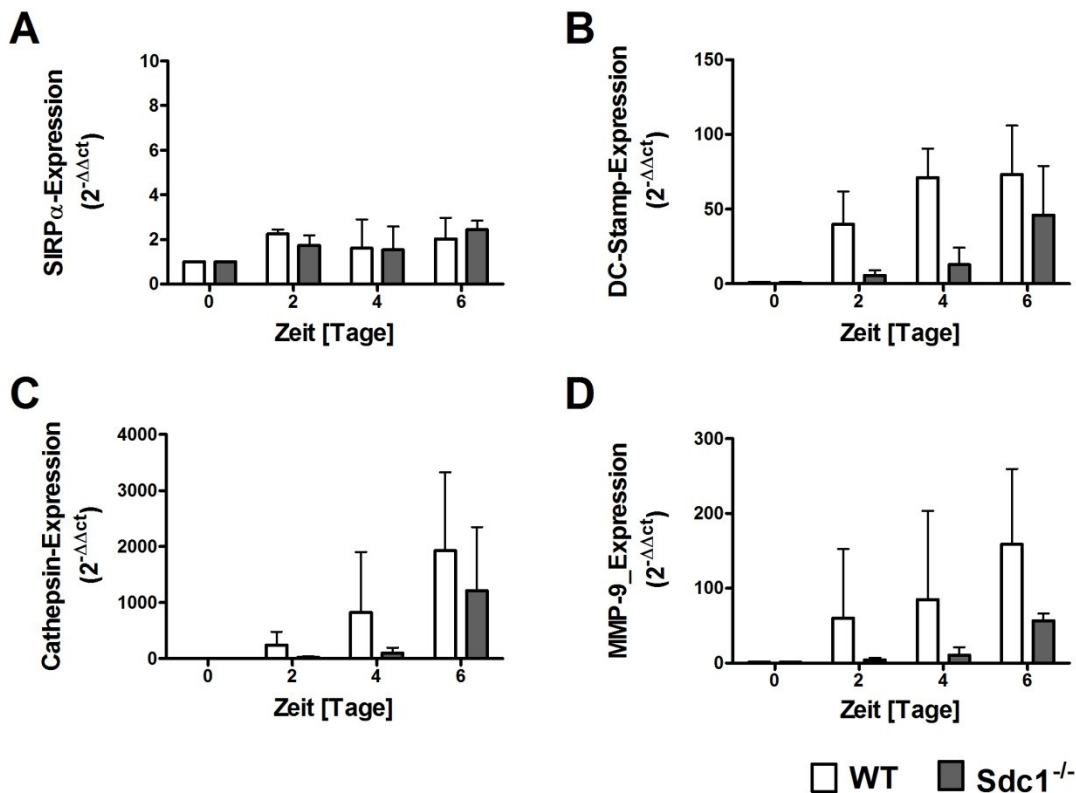 A
SIRPα-Expression
(2^-ΔΔct)
10
8
6
4
2
0
0 2 4 6
Zeit [Tage]
B
DC-Stamp-Expression
(2^-ΔΔct)
150
100
50
0
0 2 4 6
Zeit [Tage]
C
Cathepsin-Expression
(2^-ΔΔct)
4000
3000
2000
1000
0
0 2 4 6
Zeit [Tage]
D
MMP-9_Expression
(2^-ΔΔct)
300
200
100
0
0 2 4 6
Zeit [Tage]
WT Sdc1^-/-